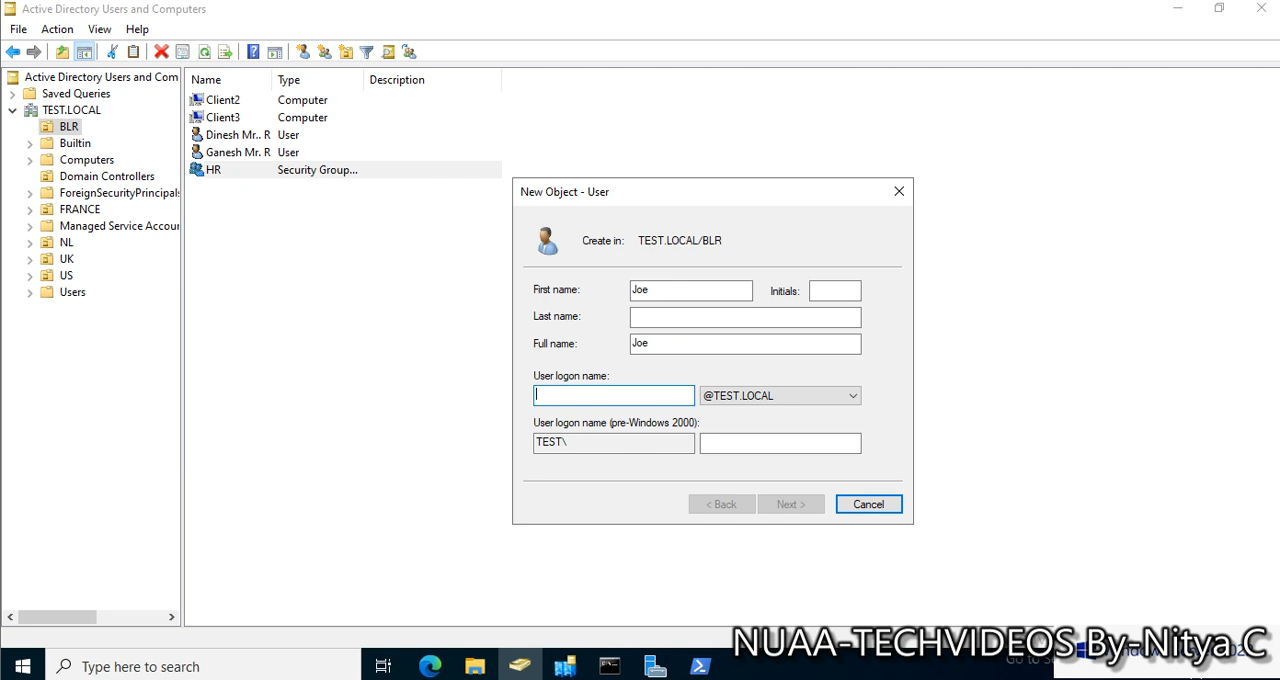 Active Directory Users and Computers
File Action View Help
Active Directory Users and Com
Saved Queries
TEST.LOCAL
BLR
Builtin
Computers
Domain Controllers
ForeignSecurityPrincipals
FRANCE
Managed Service Accour
NL
UK
US
Users
Name Type Description
Client2 Computer
Client3 Computer
Dinesh Mr.. R User
Ganesh Mr. R User
HR Security Group...
New Object - User
Create in: TEST.LOCAL/BLR
First name: Joe Initials:
Last name:
Full name: Joe
User logon name:
@TEST.LOCAL
User logon name (pre-Windows 2000):
TEST\
< Back Next > Cancel
NUAA-TECHVIDEOS By-Nitya C
Type here to search